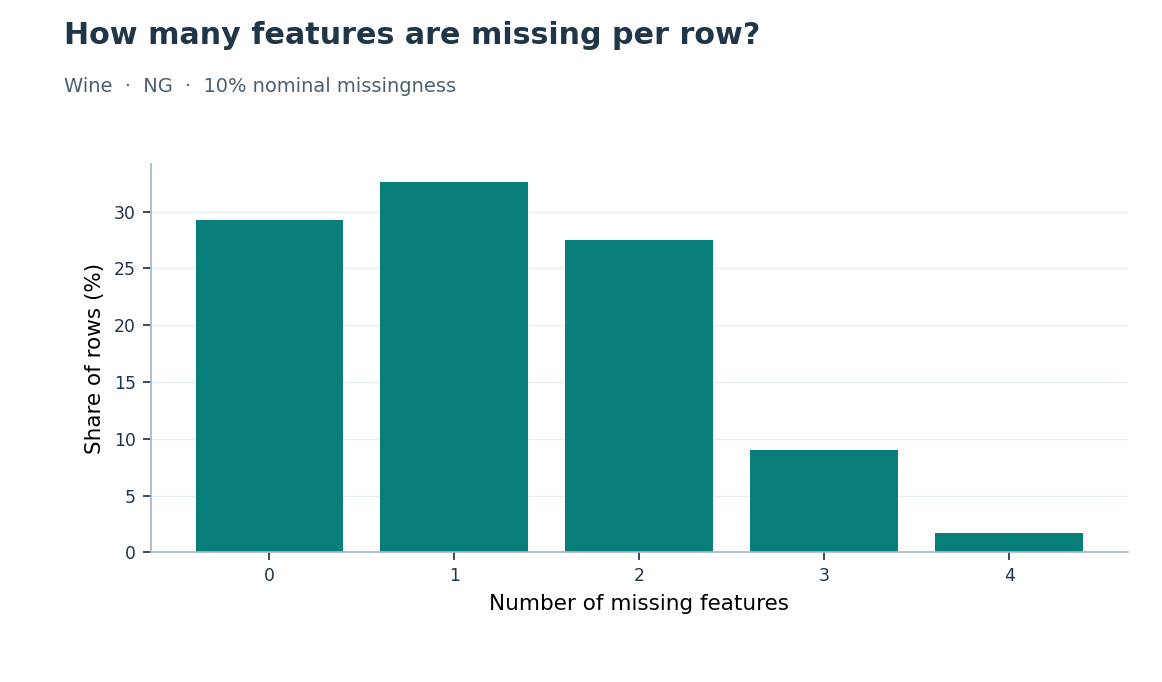 How many features are missing per row?
Wine · NG · 10% nominal missingness
Share of rows (%)
30
25
20
15
10
5
0
0 1 2 3 4
Number of missing features